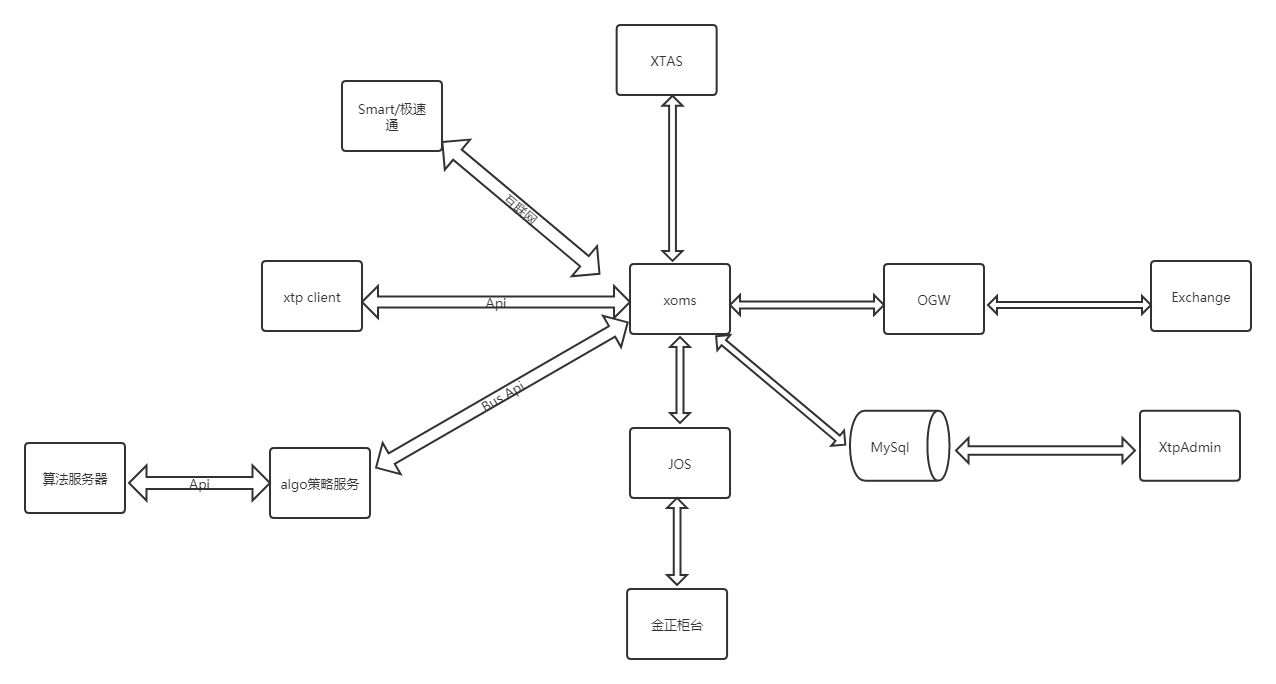 XTAS
Smart/极速
通
互联网
xtp client
Api
xoms
OGW
Exchange
Bus Api
算法服务器
Api
algo策略服务
JOS
MySql
XtpAdmin
金正柜台